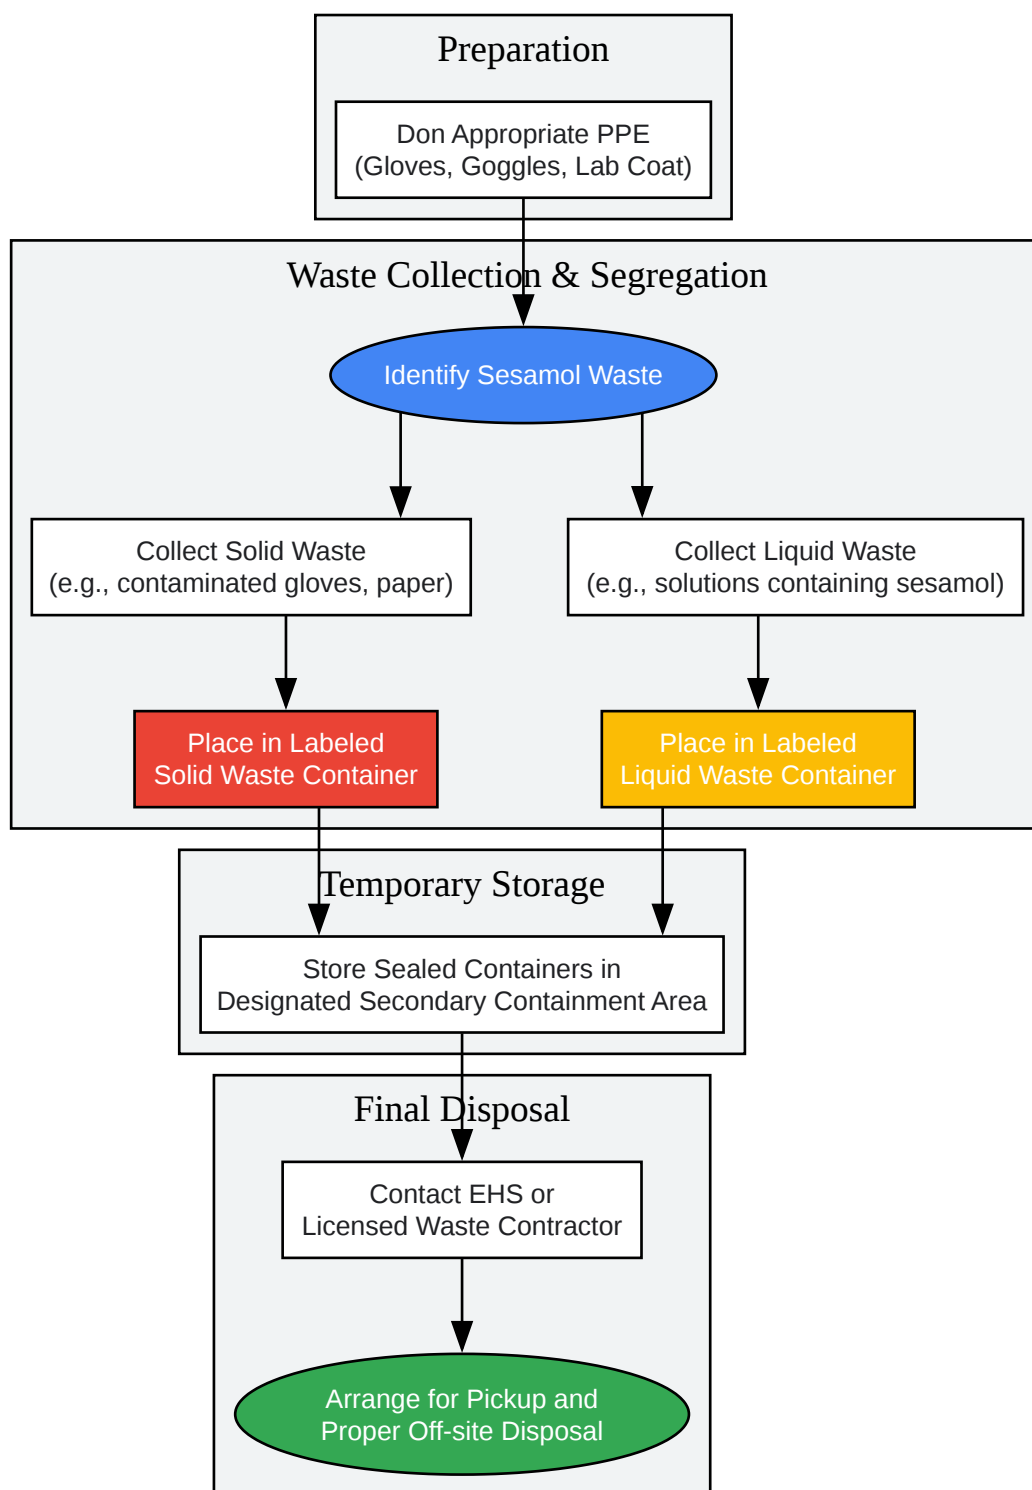 Preparation
Don Appropriate PPE
(Gloves, Goggles, Lab Coat)
Waste Collection & Segregation
Identify Sesamol Waste
Collect Solid Waste
(e.g., contaminated gloves, paper)
Collect Liquid Waste
(e.g., solutions containing sesamol)
Place in Labeled
Solid Waste Container
Place in Labeled
Liquid Waste Container
Temporary Storage
Store Sealed Containers in
Designated Secondary Containment Area
Final Disposal
Contact EHS or
Licensed Waste Contractor
Arrange for Pickup and
Proper Off-site Disposal